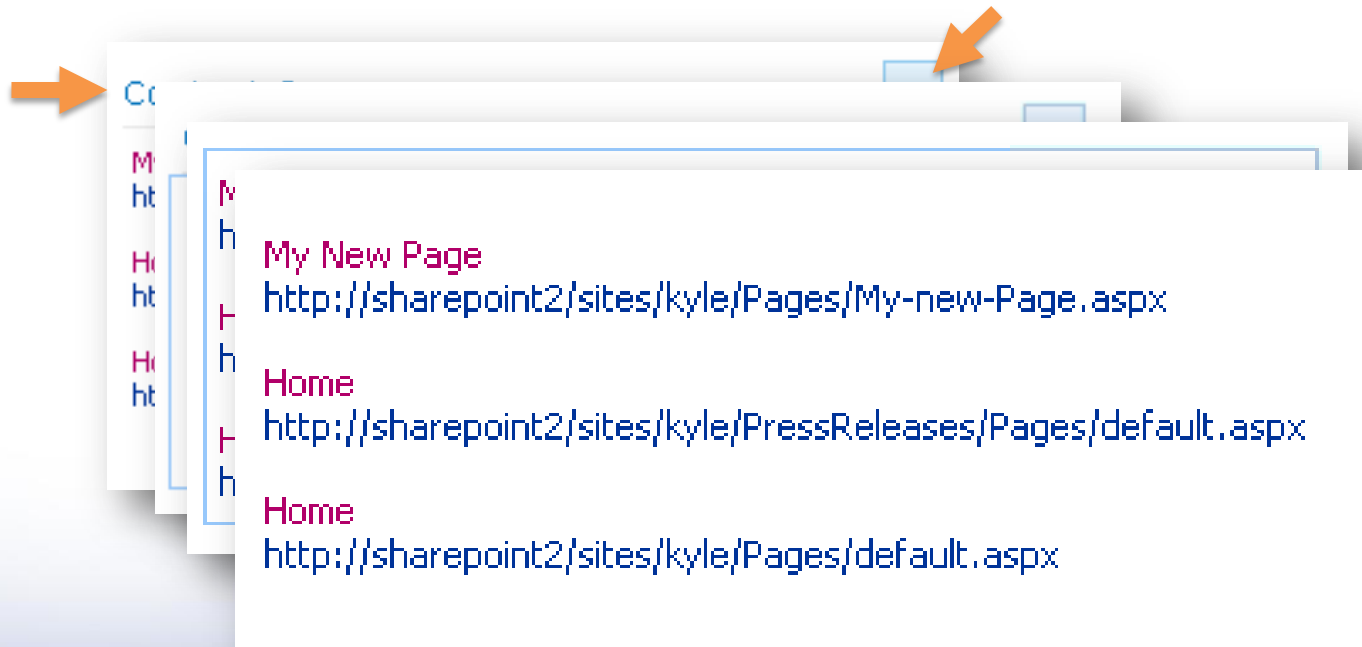 My New Page
http://sharepoint2/sites/kyle/Pages/My-new-Page.aspx
Home
http://sharepoint2/sites/kyle/PressReleases/Pages/default.aspx
Home
http://sharepoint2/sites/kyle/Pages/default.aspx